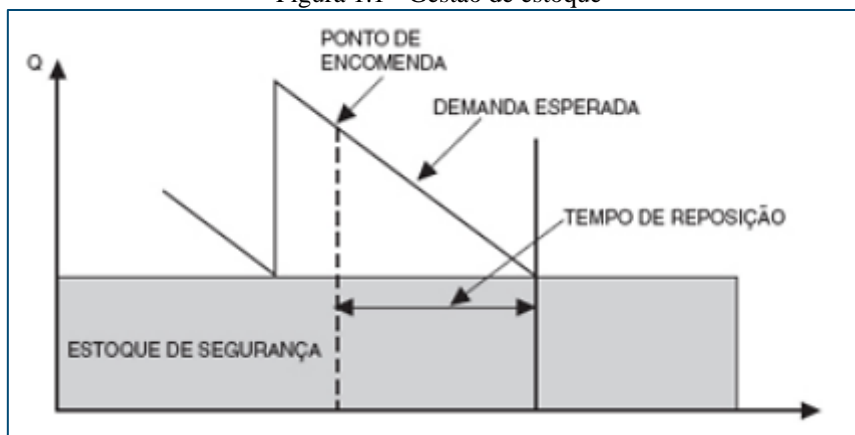 Figura 1.1 - Gestão de estoque
PONTO DE
ENCOMENDA
Q
DEMANDA ESPERADA
TEMPO DE REPOSIÇÃO
ESTOQUE DE SEGURANÇA